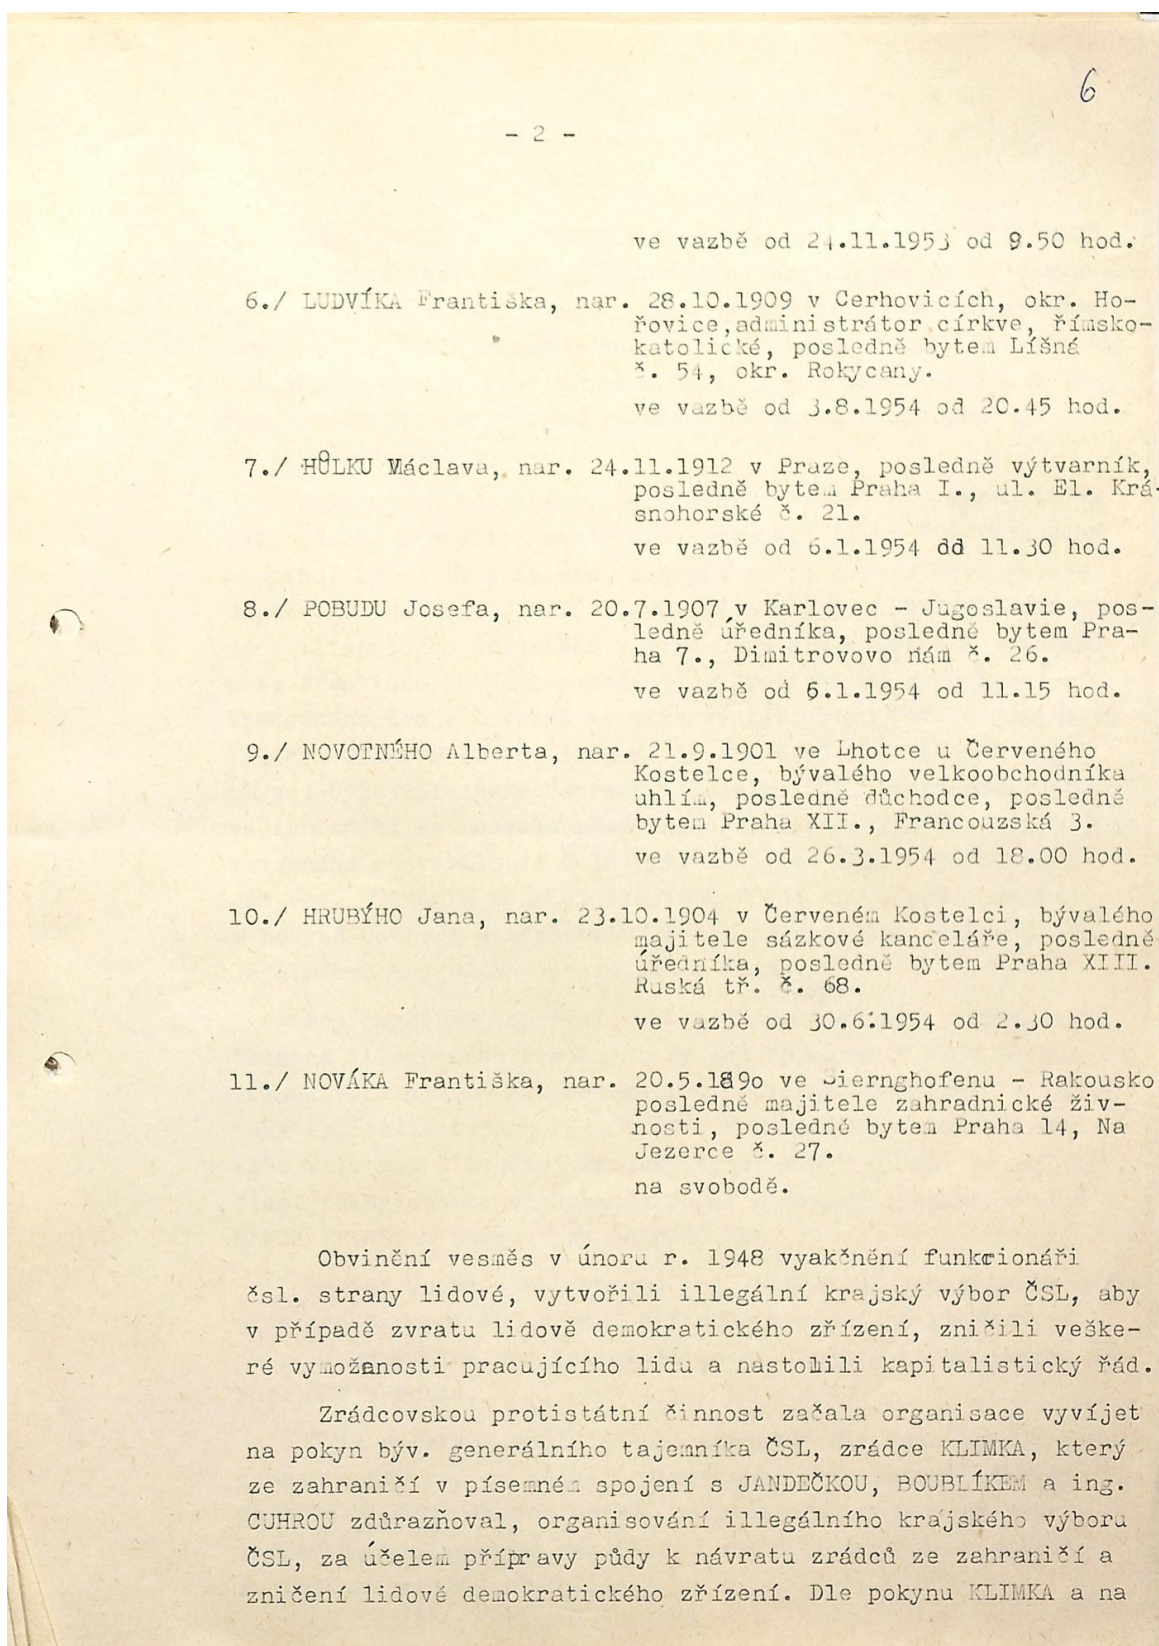 6
- 2 -
ve vazbě od 24.11.1953 od 9.50 hod.
6./ LUDVÍKA Františka, nar. 28.10.1909 v Cerhovicích, okr. Ho-
řovice,administrátor církve, římsko-
katolické, posledně bytem Líšná
č. 54, okr. Rokycany.
ve vazbě od 3.8.1954 od 20.45 hod.
7./ HŮLKU Václava, nar. 24.11.1912 v Praze, posledně výtvarník,
posledně bytem Praha I., ul. El. Krá-
snohorské č. 21.
ve vazbě od 6.1.1954 od 11.30 hod.
8./ POBUDU Josefa, nar. 20.7.1907 v Karlovec - Jugoslavie, pos-
ledně úředníka, posledně bytem Pra-
ha 7., Dimitrovovo nám č. 26.
ve vazbě od 6.1.1954 od 11.15 hod.
9./ NOVOTNÉHO Alberta, nar. 21.9.1901 ve Lhotce u Červeného
Kostelce, bývalého velkoobchodníka
uhlím, posledně důchodce, posledně
bytem Praha XII., Francouzská 3.
ve vazbě od 26.3.1954 od 18.00 hod.
10./ HRUBÝHO Jana, nar. 23.10.1904 v Červeném Kostelci, bývalého
majitele sázkové kanceláře, posledně
úředníka, posledně bytem Praha XIII.
Ruská tř. č. 68.
ve vazbě od 30.6.1954 od 2.30 hod.
11./ NOVÁKA Františka, nar. 20.5.1890 ve - Rakousko
posledně majitele zahradnické živ-
nosti, posledně bytem Praha 14, Na
Jezerce č. 27.
na svobodě.
Obvinění vesměs v únoru r. 1948 vyakčnění funkcionáři
čsl. strany lidové, vytvořili illegální krajský výbor ČSL, aby
v případě zvratu lidově demokratického zřízení, zničili veške-
ré vymoženosti pracujícího lidu a nastolili kapitalistický řád.
Zrádcovskou protistátní činnost začala organisace vyvíjet
na pokyn býv. generálního tajemníka ČSL, zrádce KLIMKA, který
ze zahraničí v písemném spojení s JANDEČKOU, BOUBLÍKEM a ing.
CUHROU zdůrazňoval, organisování illegálního krajského výboru
ČSL, za účelem přípravy půdy k návratu zrádců ze zahraničí a
zničení lidově demokratického zřízení. Dle pokynu KLIMKA a na